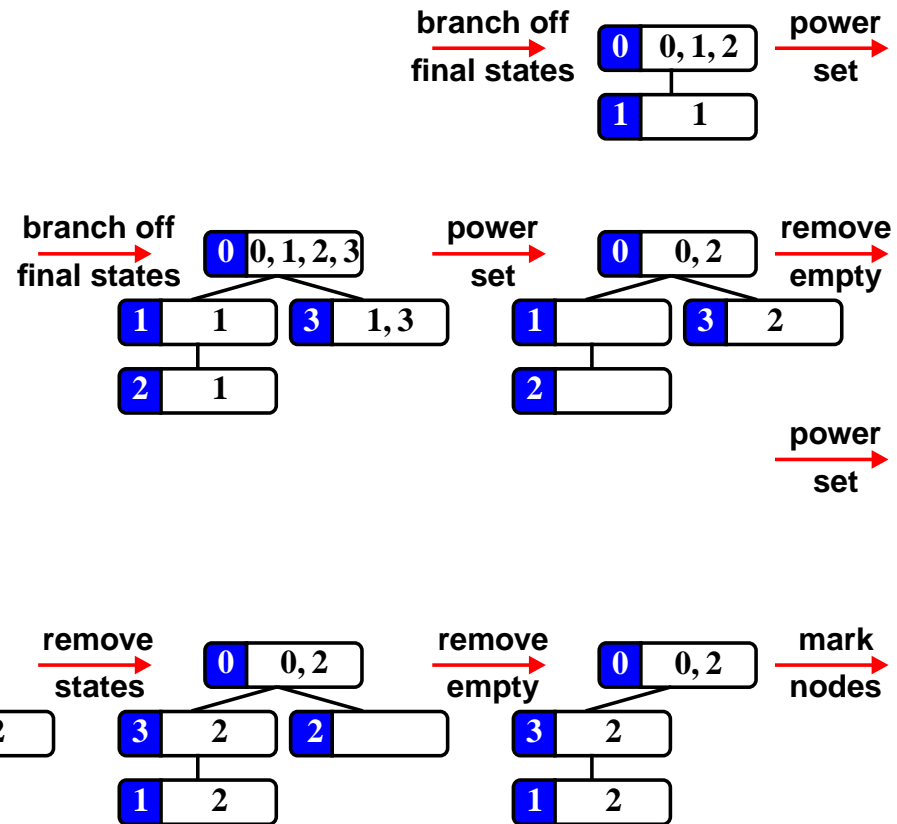 branch off
final states
0 0, 1, 2
power
set
1 1
branch off
final states
0 0, 1, 2, 3
power
set
0 0, 2
remove
empty
1 1
3 1, 3
1
3 2
2 1
2
power
set
remove
states
0 0, 2
remove
empty
0 0, 2
mark
nodes
3 2
2
3 2
1 2
1 2